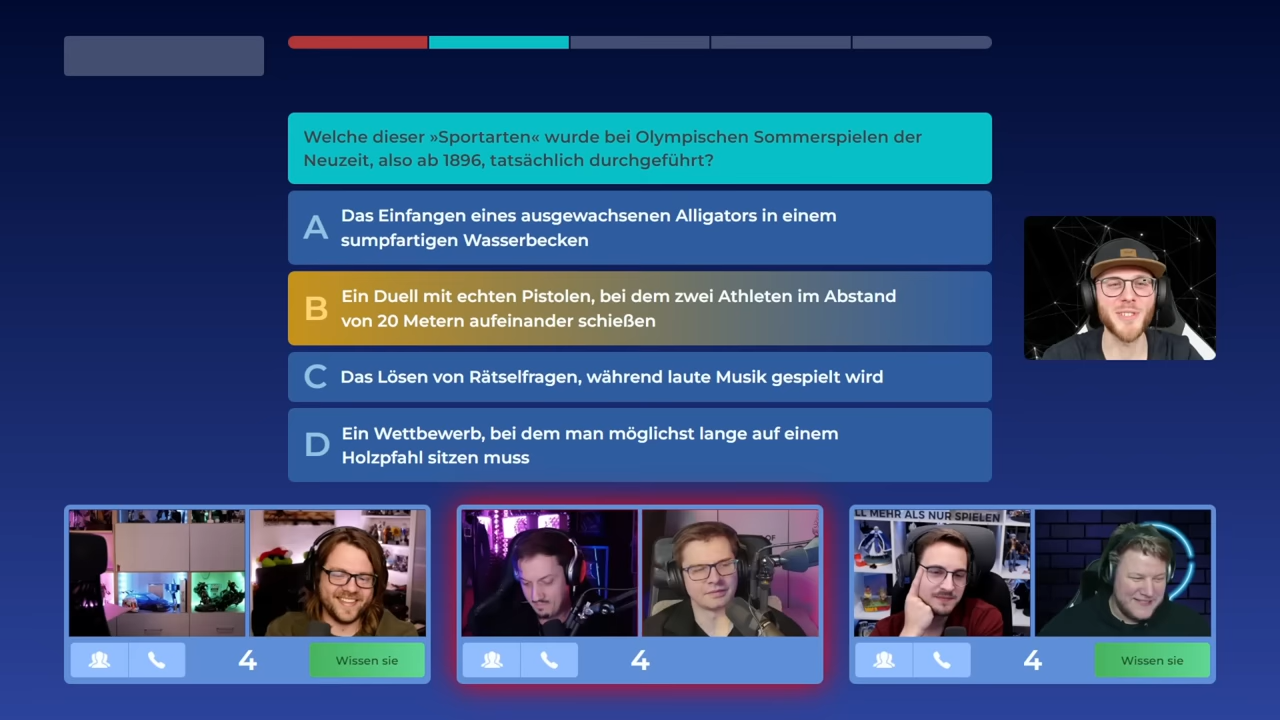 Welche dieser »Sportarten« wurde bei Olympischen Sommerspielen der
Neuzeit, also ab 1896, tatsächlich durchgeführt?
A
Das Einfangen eines ausgewachsenen Alligators in einem
sumpfartigen Wasserbecken
B
Ein Duell mit echten Pistolen, bei dem zwei Athleten im Abstand
von 20 Metern aufeinander schießen
C
Das Lösen von Rätselfragen, während laute Musik gespielt wird
D
Ein Wettbewerb, bei dem man möglichst lange auf einem
Holzpfahl sitzen muss
LL MEHR ALS NUR SPIELEN
4
Wissen sie
4
4
Wissen sie